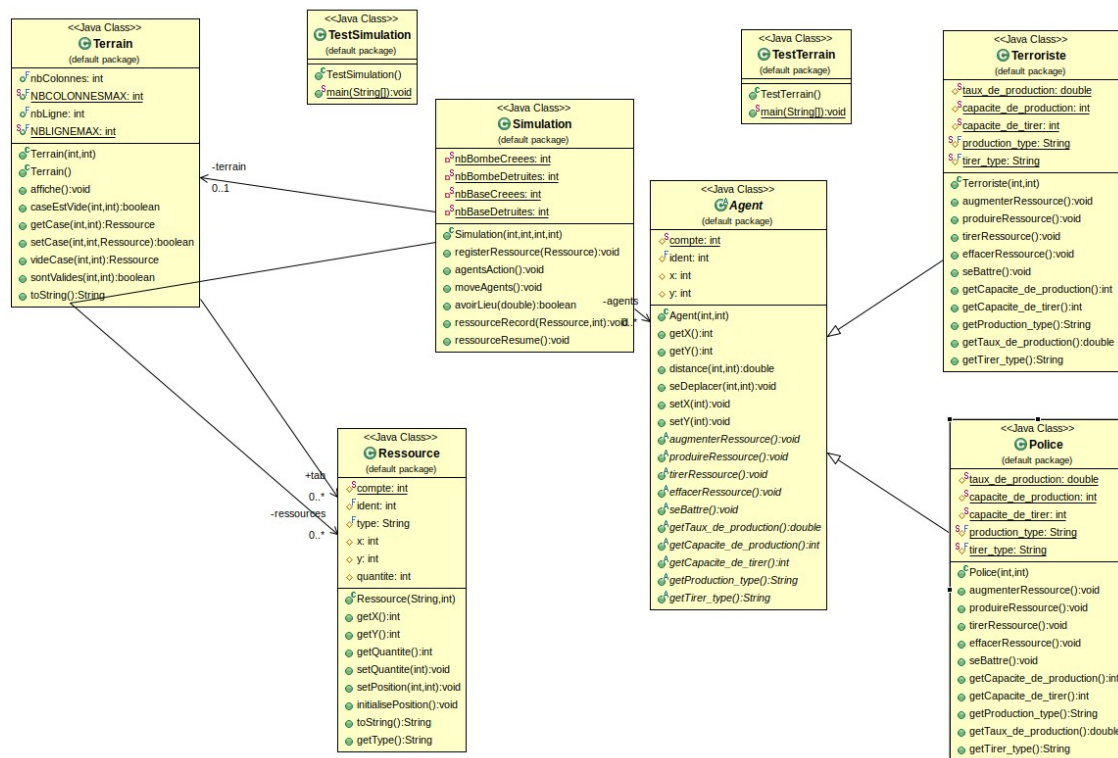 <<Java Class>>
Terrain
(default package)
nbColonnes: int
NBCOLONNESMAX: int
nbLigne: int
NBLIGNEMAX: int
Terrain(int,int)
Terrain()
affiche():void
caseEstVide(int,int):boolean
getCase(int,int):Ressource
setCase(int,int,Ressource):boolean
videCase(int,int):Ressource
sontValides(int,int):boolean
toString():String
<<Java Class>>
TestSimulation
(default package)
TestSimulation()
main(String[]):void
-terrain
0..1
<<Java Class>>
Simulation
(default package)
nbBombeCreees: int
nbBombeDetruites: int
nbBaseCreees: int
nbBaseDetruites: int
Simulation(int,int,int,int)
registerRessource(Ressource):void
agentsAction():void
moveAgents():void
avoirLieu(double):boolean
ressourceRecord(Ressource,int):void
ressourceResume():void
-agents
0..*
<<Java Class>>
TestTerrain
(default package)
TestTerrain()
main(String[]):void
<<Java Class>>
Agent
(default package)
compte: int
ident: int
x: int
y: int
Agent(int,int)
getX():int
getY():int
distance(int,int):double
seDeplacer(int,int):void
setX(int):void
setY(int):void
augmenterRessource():void
produireRessource():void
tirerRessource():void
effacerRessource():void
seBattre():void
getTaux_de_production():double
getCapacite_de_production():int
getCapacite_de_tirer():int
getProduction_type():String
getTirer_type():String
<<Java Class>>
Terroriste
(default package)
taux_de_production: double
capacite_de_production: int
capacite_de_tirer: int
production_type: String
tirer_type: String
Terroriste(int,int)
augmenterRessource():void
produireRessource():void
tirerRessource():void
effacerRessource():void
seBattre():void
getCapacite_de_production():int
getCapacite_de_tirer():int
getProduction_type():String
getTaux_de_production():double
getTirer_type():String
+tab
0..*
-ressources
0..*
<<Java Class>>
Ressource
(default package)
compte: int
ident: int
type: String
x: int
y: int
quantite: int
Ressource(String,int)
getX():int
getY():int
getQuantite():int
setQuantite(int):void
setPosition(int,int):void
initialisePosition():void
toString():String
getType():String
<<Java Class>>
Police
(default package)
taux_de_production: double
capacite_de_production: int
capacite_de_tirer: int
production_type: String
tirer_type: String
Police(int,int)
augmenterRessource():void
produireRessource():void
tirerRessource():void
effacerRessource():void
seBattre():void
getCapacite_de_production():int
getCapacite_de_tirer():int
getProduction_type():String
getTaux_de_production():double
getTirer_type():String